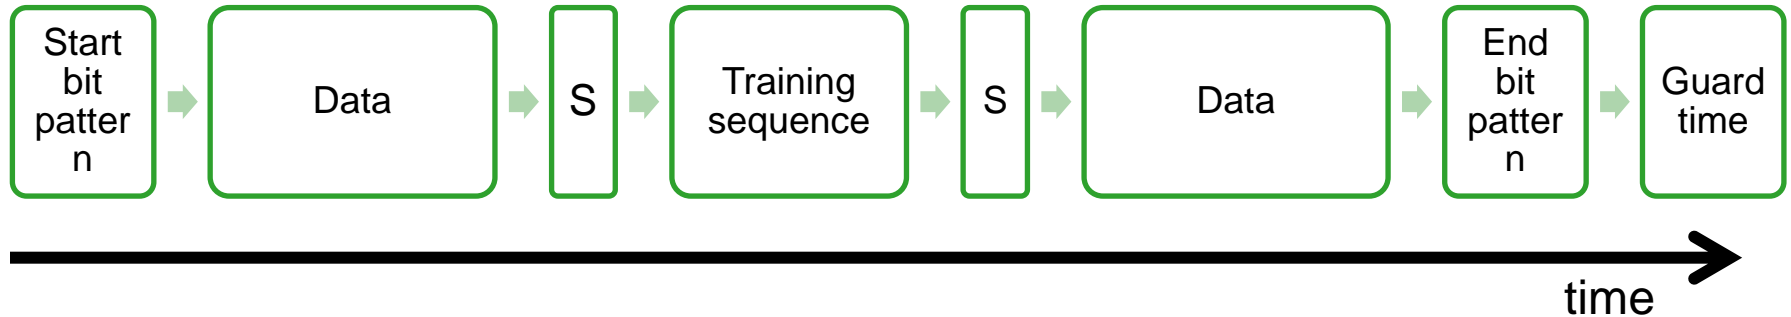 Start
bit
patter
n
Data
S
Training
sequence
S
Data
End
bit
patter
n
Guard
time
time